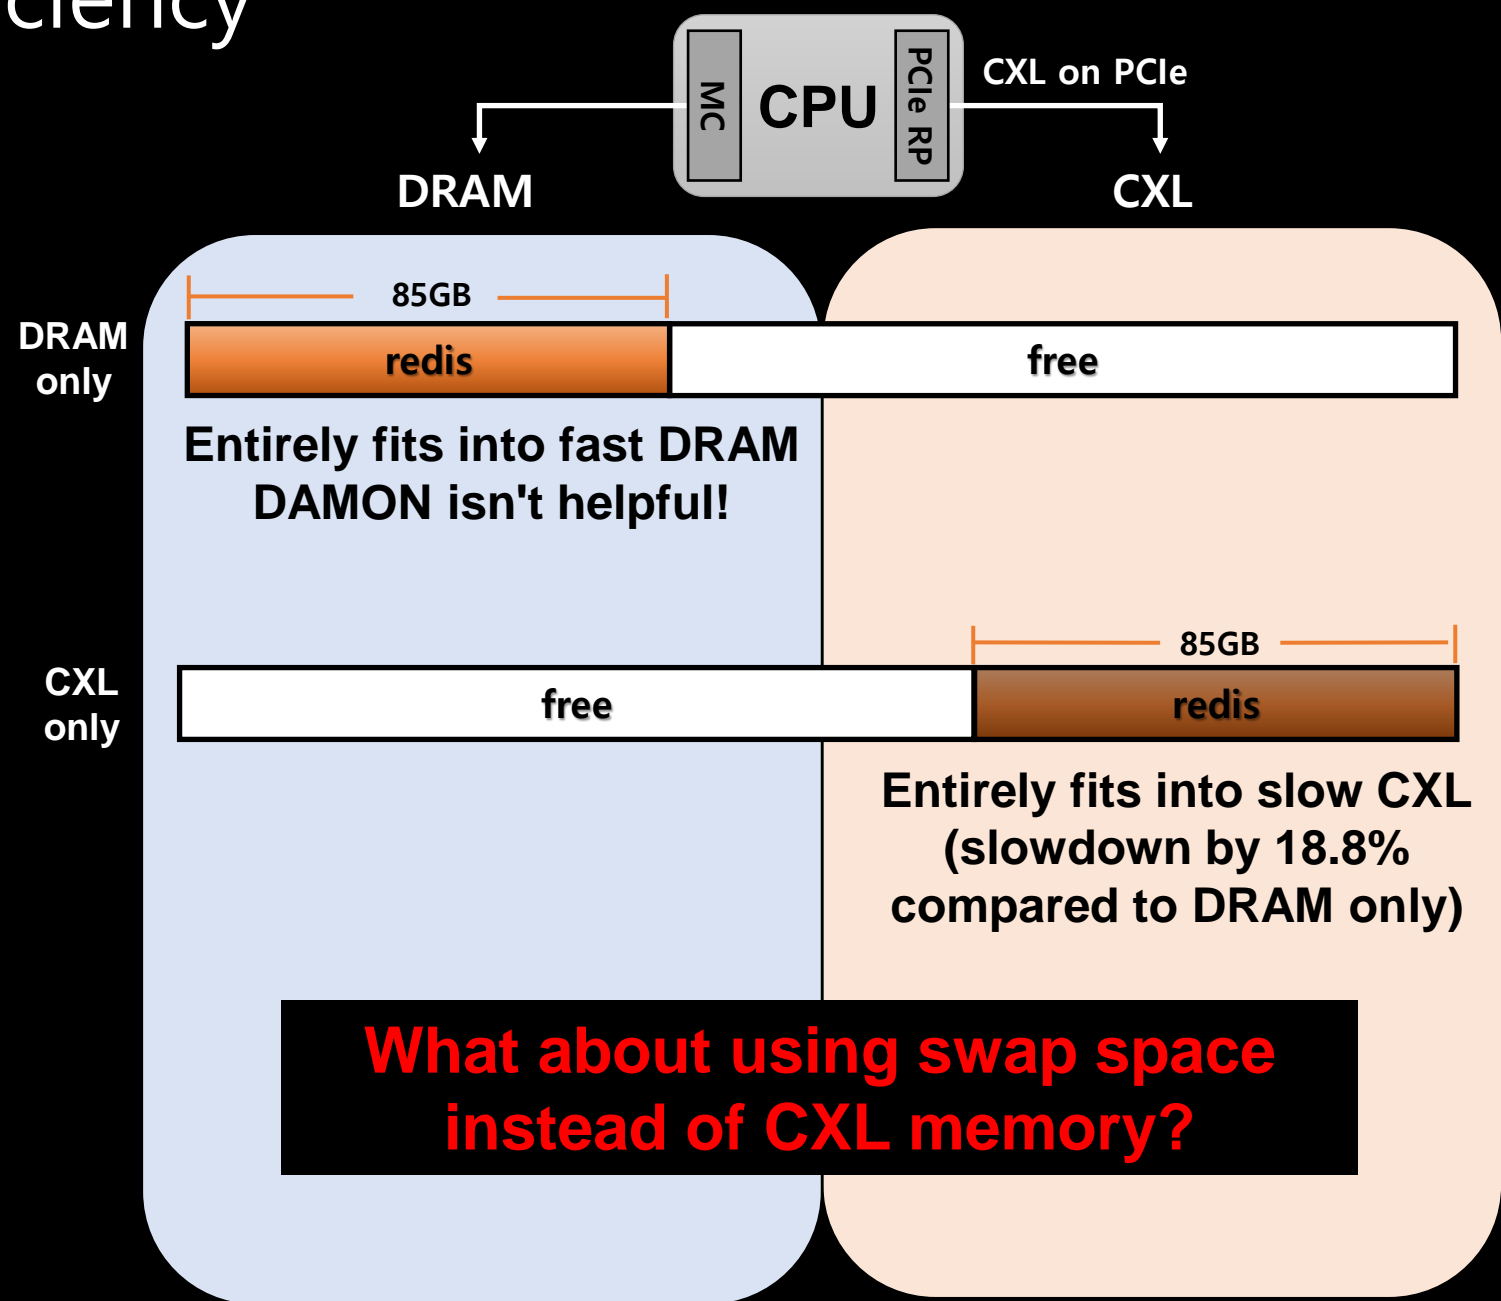 ciency
MC
CPU
PCIe RP
CXL on PCIe
DRAM
CXL
85GB
DRAM
only
redis
free
Entirely fits into fast DRAM
DAMON isn't helpful!
85GB
CXL
only
free
redis
Entirely fits into slow CXL
(slowdown by 18.8%
compared to DRAM only)
What about using swap space
instead of CXL memory?